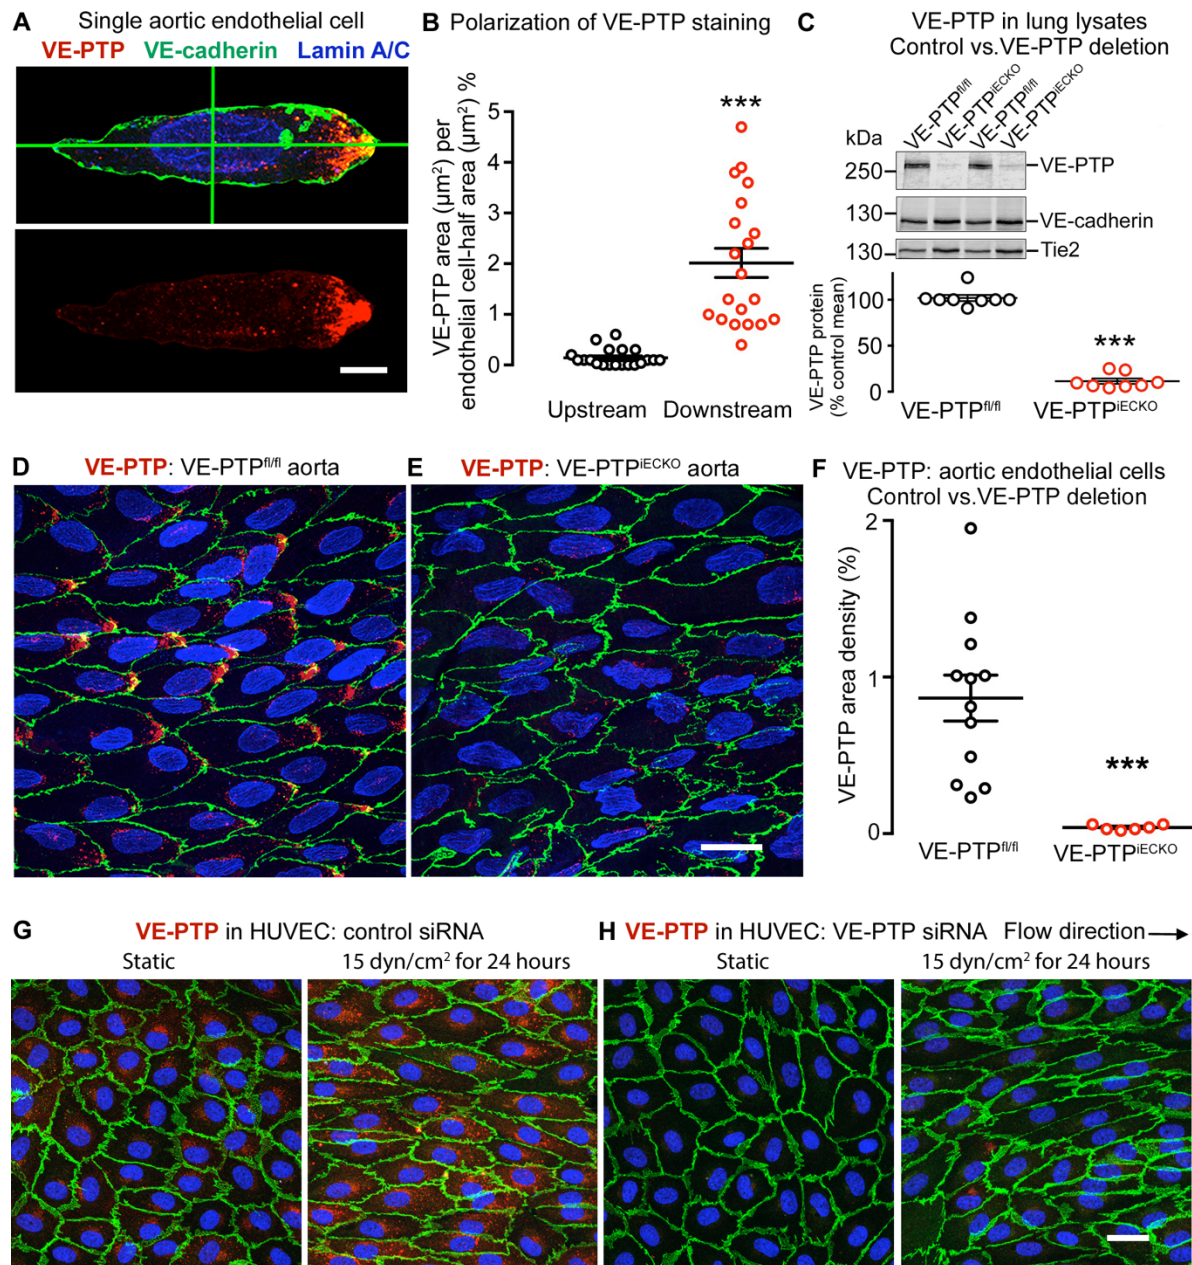 A Single aortic endothelial cell
VE-PTP VE-cadherin Lamin A/C
B Polarization of VE-PTP staining
VE-PTP area (µm²) per
endothelial cell-half area (µm²) %
5
4
3
2
1
0
***
Upstream Downstream
C VE-PTP in lung lysates
Control vs.VE-PTP deletion
VE-PTPfl/fl
VE-PTPiECKO
VE-PTPfl/fl
VE-PTPiECKO
kDa
250 VE-PTP
130 VE-cadherin
130 Tie2
VE-PTP protein
(% control mean)
100
50
0
***
VE-PTPfl/fl VE-PTPiECKO
D VE-PTP: VE-PTPfl/fl aorta
E VE-PTP: VE-PTPiECKO aorta
F VE-PTP: aortic endothelial cells
Control vs.VE-PTP deletion
VE-PTP area density (%)
2
1
0
***
VE-PTPfl/fl VE-PTPiECKO
G VE-PTP in HUVEC: control siRNA
Static 15 dyn/cm² for 24 hours
H VE-PTP in HUVEC: VE-PTP siRNA Flow direction
Static 15 dyn/cm² for 24 hours